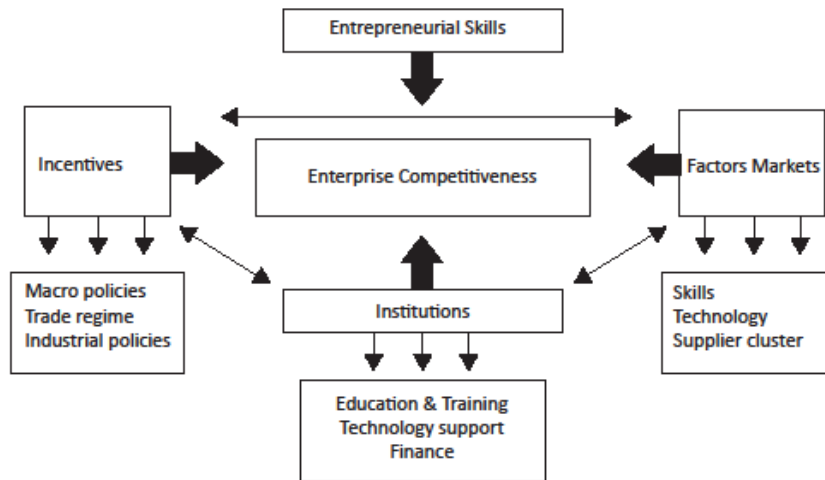 Entrepreneurial Skills
Incentives
Enterprise Competitiveness
Factors Markets
Macro policies
Trade regime
Industrial policies
Institutions
Skills
Technology
Supplier cluster
Education & Training
Technology support
Finance